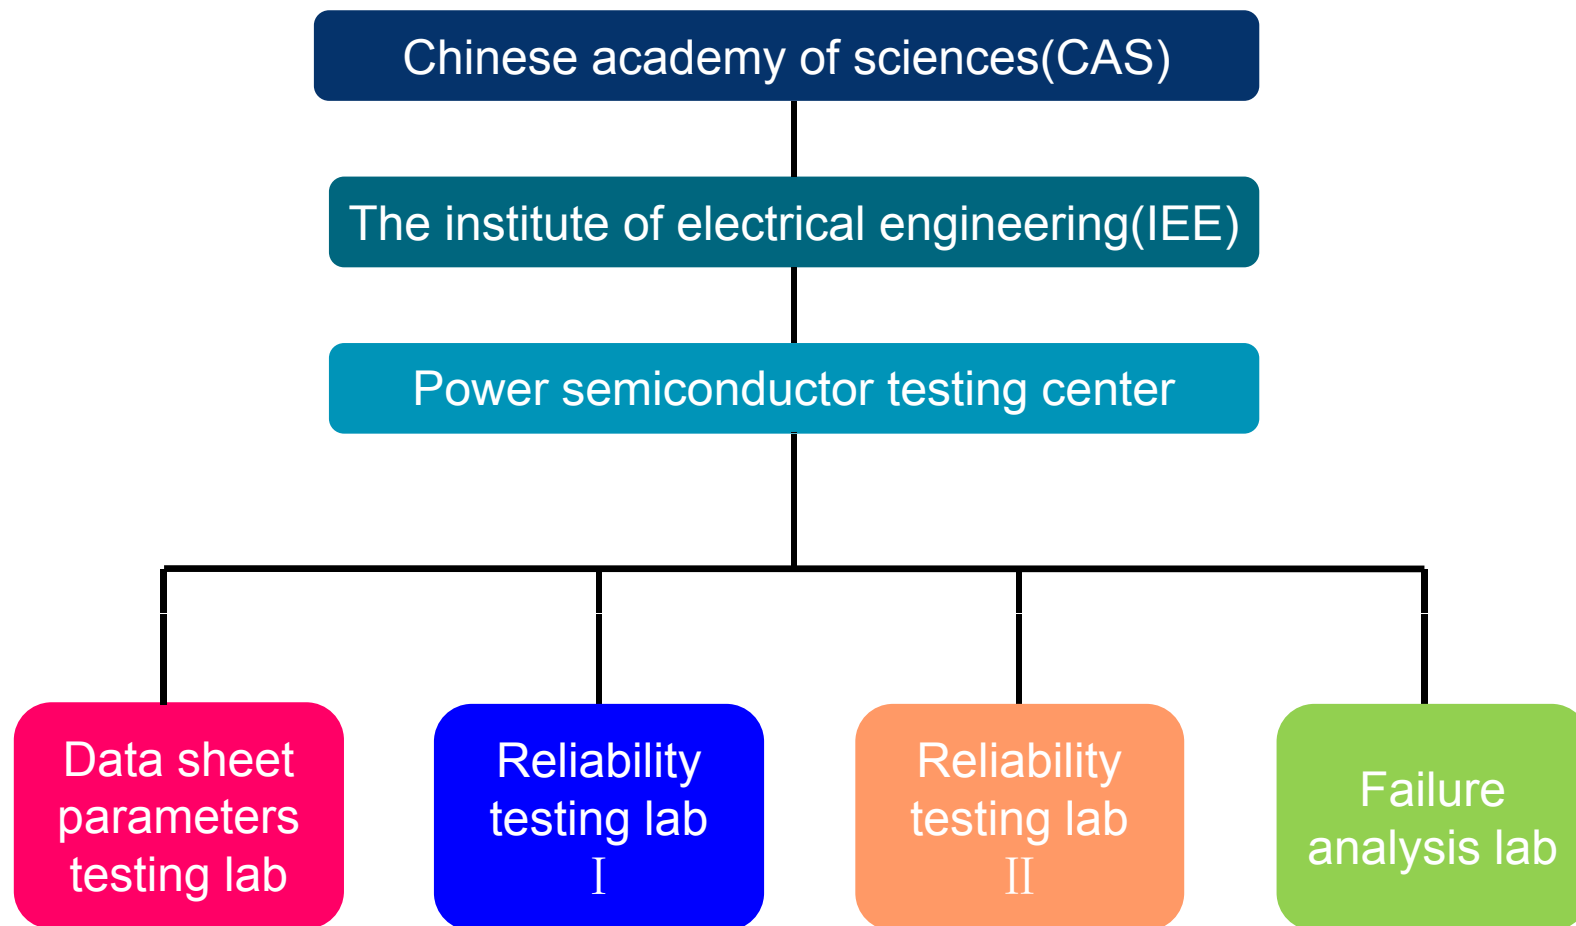 Chinese academy of sciences(CAS)
The institute of electrical engineering(IEE)
Power semiconductor testing center
Data sheet
parameters
testing lab
Reliability
testing lab
Ⅰ
Reliability
testing lab
Ⅱ
Failure
analysis lab